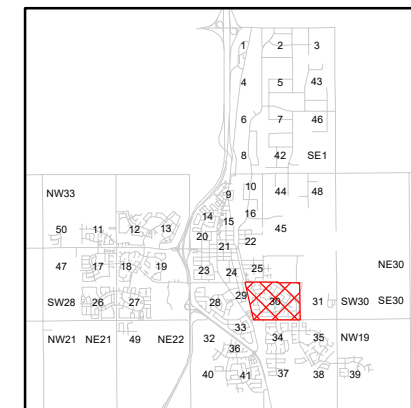 1 2 3
4 5 43
6 7 46
8 42 SE1
10 44 48
NW33 9
14 15 16
50 11 12 13 20 45
21 22
47 17 18 19 23 24 25 NE30
SW28 26 27 28 29 30 31 SW30 SE30
33
NW21 NE21 49 NE22 32 34 35 NW19
36
40 41 37 38 39